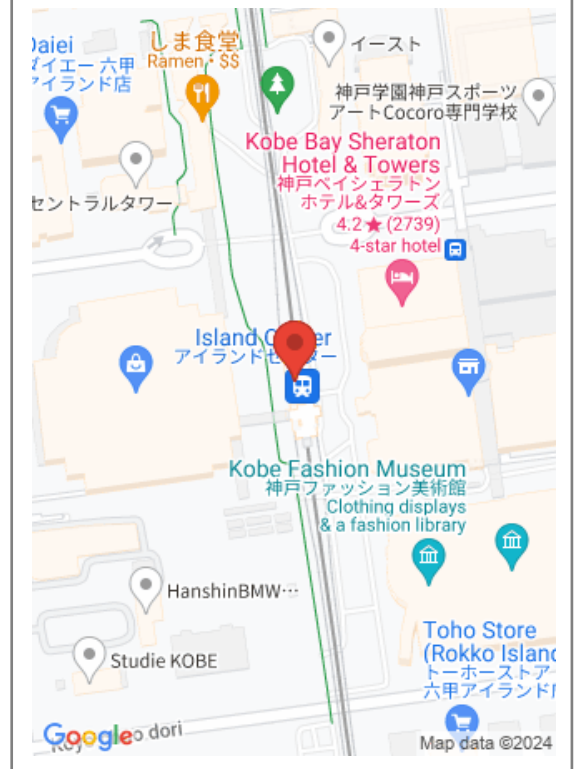 Daiei
ダイエー 六甲
アイランド店
しま食堂
Ramen・$$
イースト
神戸学園神戸スポーツ
アートCocoro専門学校
Kobe Bay Sheraton
Hotel & Towers
神戸ベイシェラトン
ホテル&タワーズ
4.2★(2739)
4-star hotel
セントラルタワー
Island
アイランドセ
ター
Kobe Fashion Museum
神戸ファッション美術館
Clothing displays
& a fashion library
HanshinBMW…
Studie KOBE
Toho Store
(Rokko Island
トーホーストア
六甲アイランド
Google
dori
Map data ©2024